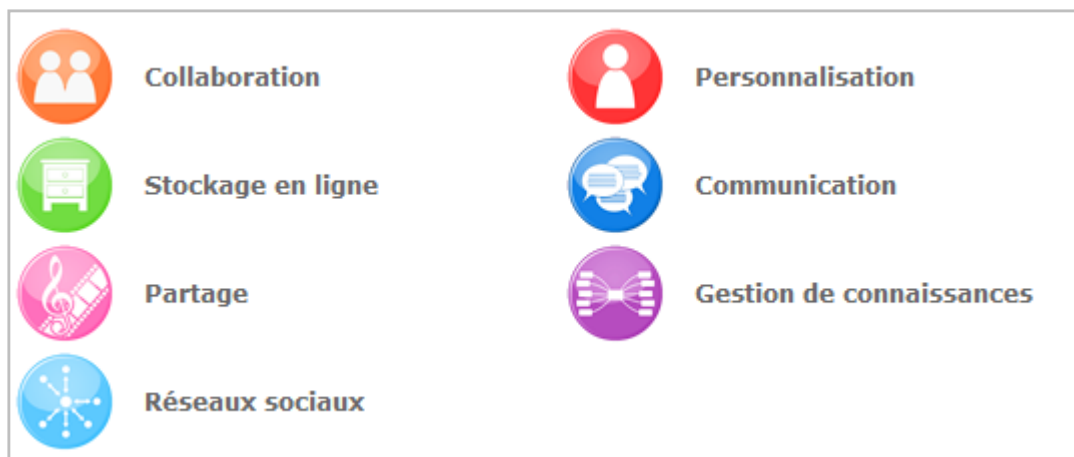 Collaboration
Personnalisation
Stockage en ligne
Communication
Partage
Gestion de connaissances
Réseaux sociaux